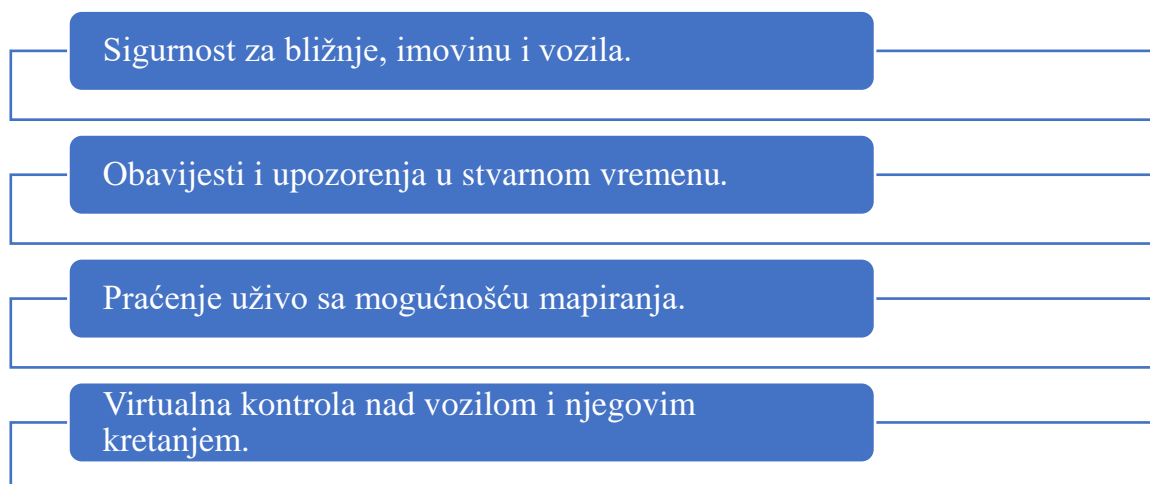 Sigurnost za bližnje, imovinu i vozila.
Obavijesti i upozorenja u stvarnom vremenu.
Praćenje uživo sa mogućnošću mapiranja.
Virtualna kontrola nad vozilom i njegovim
kretanjem.